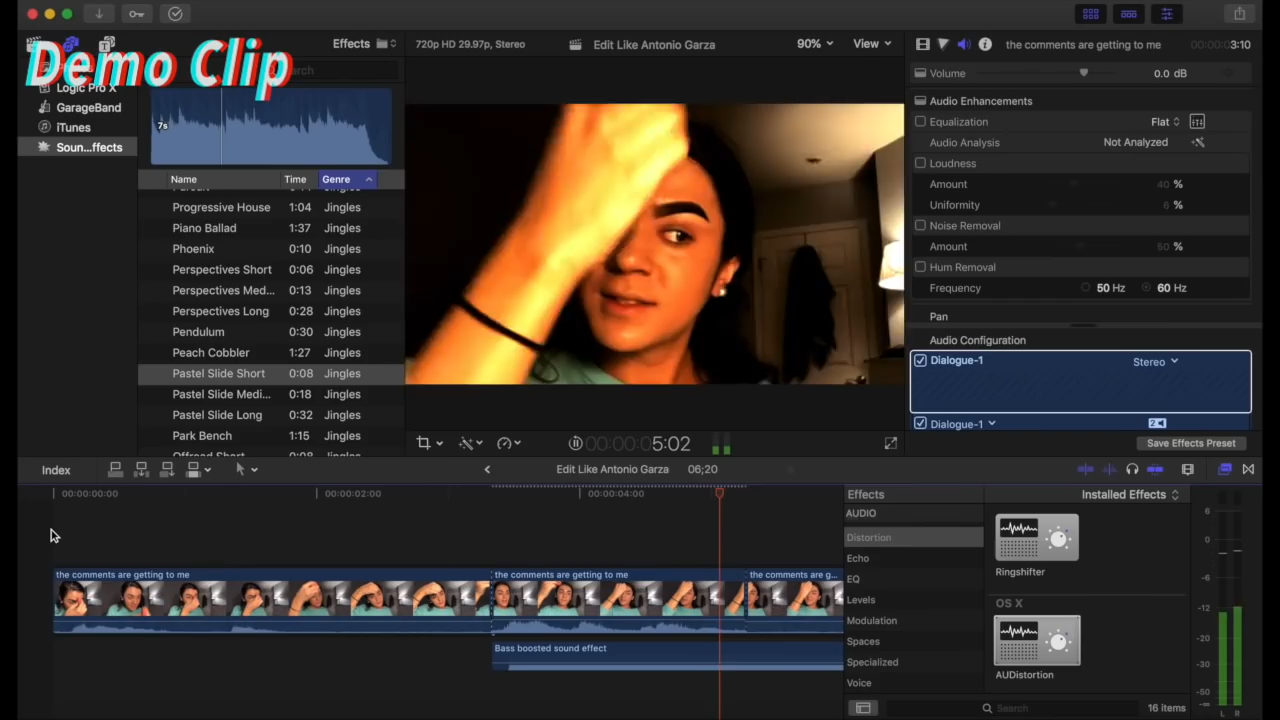 Demo Clip
Logic Pro X
GarageBand
iTunes
Soun...ffects
Effects
7s
Name Time Genre
Progressive House 1:04 Jingles
Piano Ballad 1:37 Jingles
Phoenix 0:10 Jingles
Perspectives Short 0:06 Jingles
Perspectives Med... 0:13 Jingles
Perspectives Long 0:28 Jingles
Pendulum 0:30 Jingles
Peach Cobbler 1:27 Jingles
Pastel Slide Short 0:08 Jingles
Pastel Slide Medi... 0:18 Jingles
Pastel Slide Long 0:32 Jingles
Park Bench 1:15 Jingles
720p HD 29.97p, Stereo
Edit Like Antonio Garza
90%
View
00:00:00:05:02
the comments are getting to me
3:10
Volume 0.0 dB
Audio Enhancements
Equalization Flat
Audio Analysis Not Analyzed
Loudness
Amount 40 %
Uniformity 6 %
Noise Removal
Amount 50 %
Hum Removal
Frequency 50 Hz 60 Hz
Pan
Audio Configuration
Dialogue-1 Stereo
Dialogue-1
Save Effects Preset
Index
Edit Like Antonio Garza 06;20
00:00:00:00 00:00:02:00 00:00:04:00
the comments are getting to me
the comments are getting to me
the comments are g...
Bass boosted sound effect
Effects
Installed Effects
AUDIO
Distortion
Echo
EQ
Levels
Modulation
Spaces
Specialized
Voice
Ringshifter
OS X
AUDistortion
Search
16 items
6
0
-6
-12
-20
-30
-50
-∞
L R